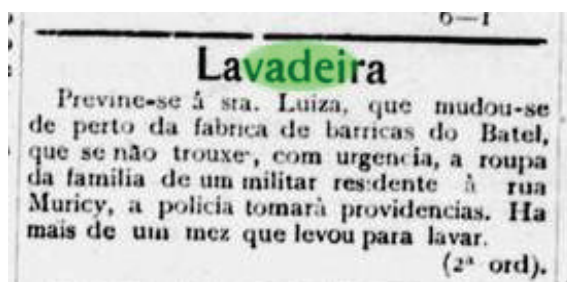 6—1
Lavadeira
Previne-se á sra. Luiza, que mudou-se
de perto da fabrica de barricas do Batel,
que se não trouxer, com urgencia, a roupa
da familia de um militar residente á rua
Muricy, a policia tomará providencias. Ha
mais de um mez que levou para lavar.
(2ª ord).